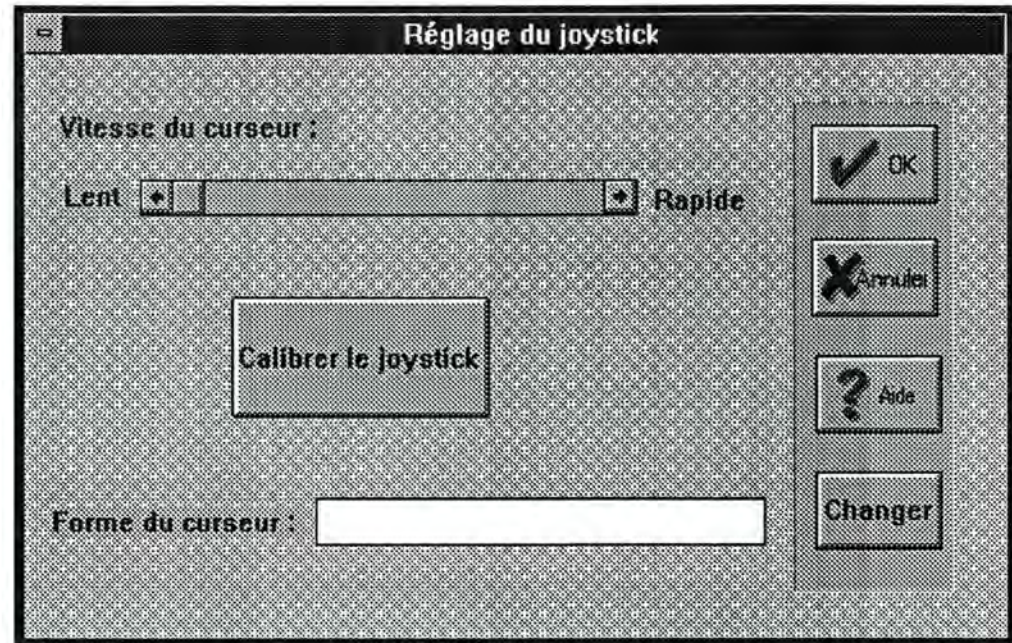 Réglage du joystick
Vitesse du curseur :
Lent
Rapide
Calibrer le joystick
Forme du curseur :
OK
Annuler
Aide
Changer